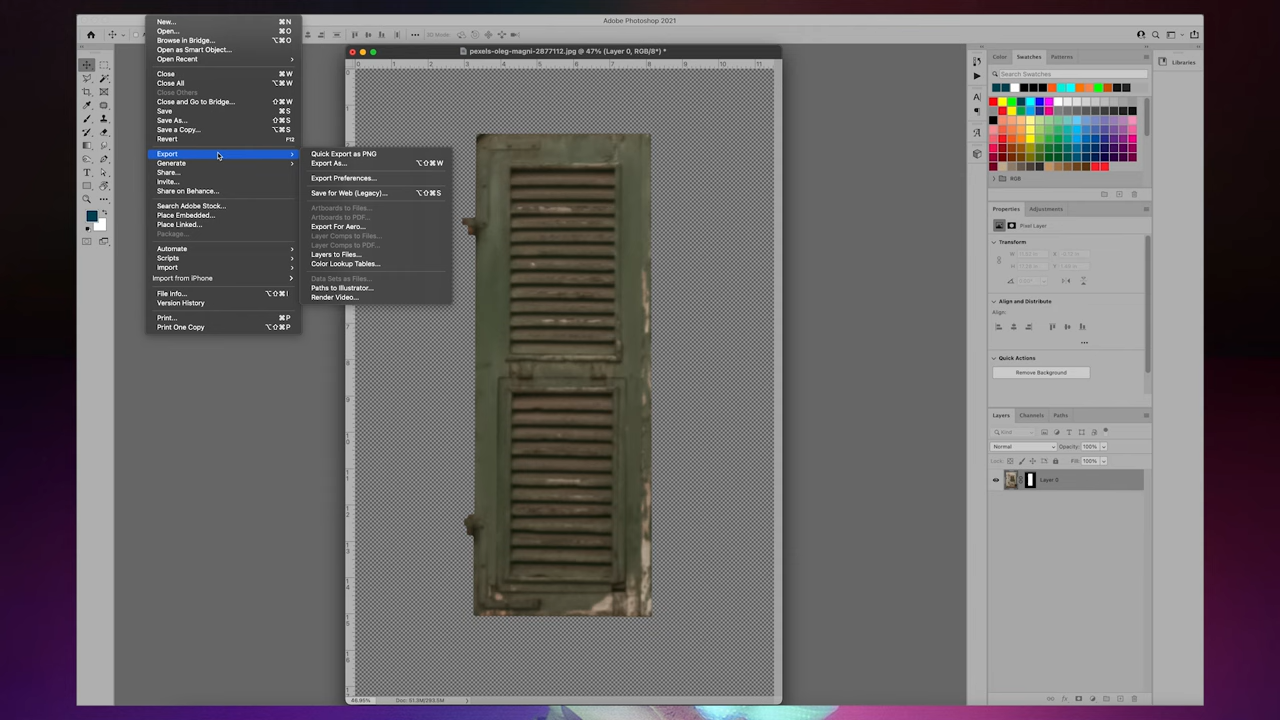 Adobe Photoshop 2021
3D Mode:
pexels-oleg-magni-2877112.jpg @ 47% (Layer 0, RGB/8*) *
New... ⌘N
Open... ⌘O
Browse in Bridge... ⌥⌘O
Open as Smart Object...
Open Recent
Close ⌘W
Close All ⌥⌘W
Close Others
Close and Go to Bridge... ⇧⌘W
Save ⌘S
Save As... ⇧⌘S
Save a Copy... ⌥⌘S
Revert F12
Export
Generate
Share...
Invite...
Share on Behance...
Search Adobe Stock...
Place Embedded...
Place Linked...
Package...
Automate
Scripts
Import
Import from iPhone
File Info... ⌥⇧⌘I
Version History
Print... ⌘P
Print One Copy ⌥⇧⌘P
Quick Export as PNG
Export As... ⌥⇧⌘W
Export Preferences...
Save for Web (Legacy)... ⌥⇧⌘S
Artboards to Files...
Artboards to PDF...
Export For Aero...
Layer Comps to Files...
Layer Comps to PDF...
Layers to Files...
Color Lookup Tables...
Data Sets as Files...
Paths to Illustrator...
Render Video...
Color Swatches Patterns
Libraries
Search Swatches
RGB
Properties Adjustments
Pixel Layer
Transform
Align and Distribute
Align:
Quick Actions
Remove Background
Layers Channels Paths
Kind
Normal Opacity: 100%
Lock: Fill: 100%
Layer 0